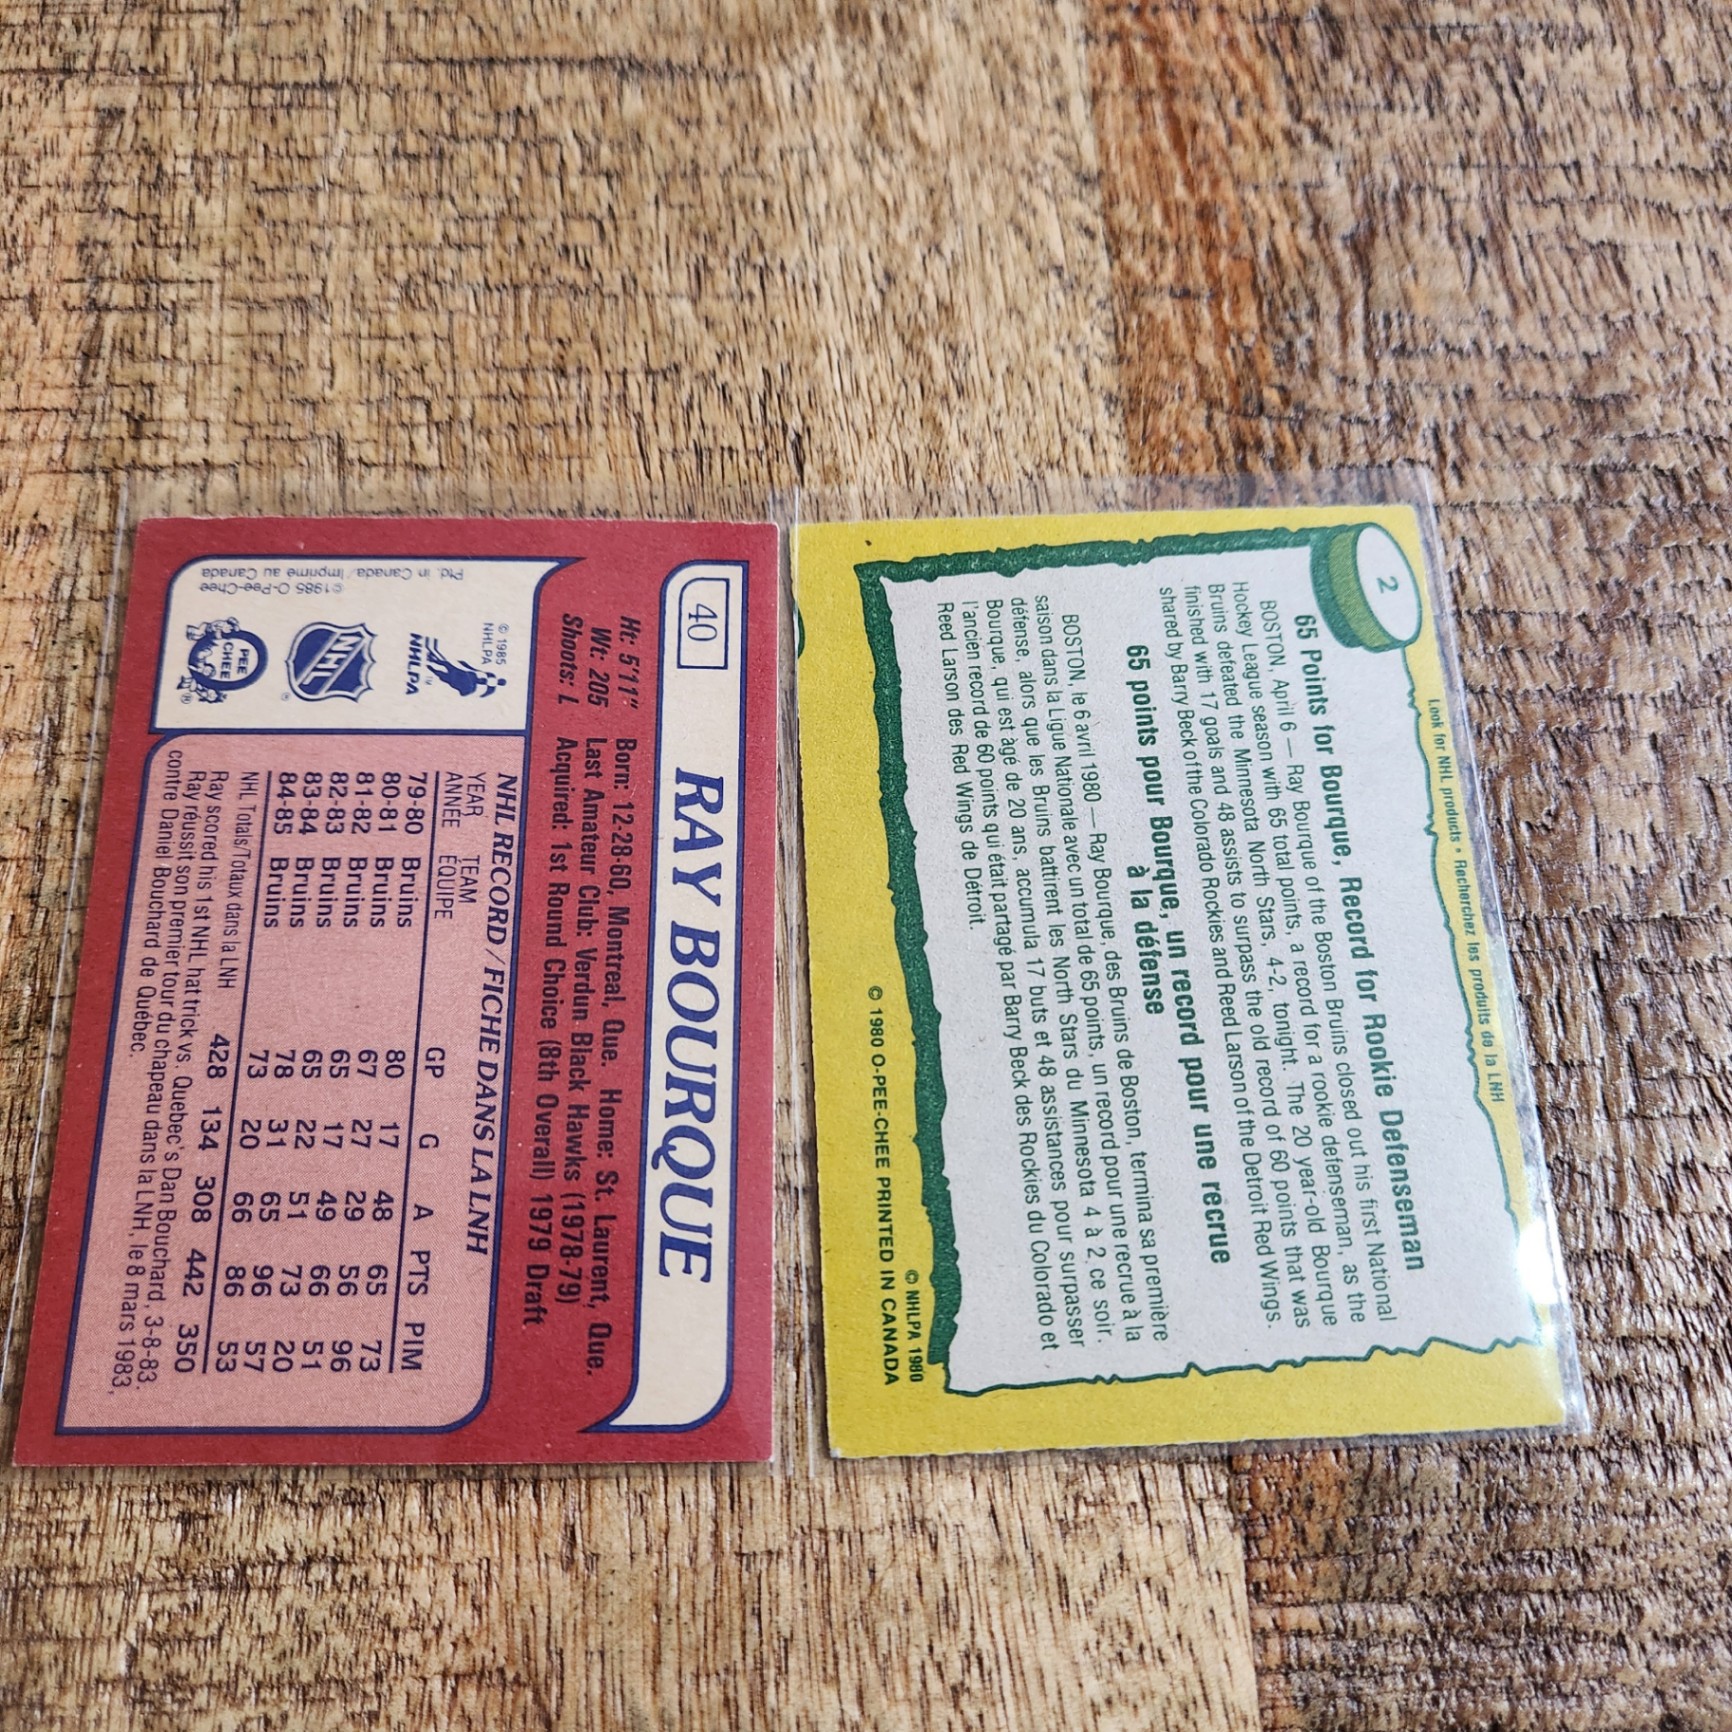 40
RAY BOURQUE
Ht: 5'11" Born: 12-28-60, Montreal, Que. Home: St. Laurent, Que.
Wt: 205 Last Amateur Club: Verdun Black Hawks (1978-79)
Shoots: L Acquired: 1st Round Choice (8th Overall) 1979 Draft
© 1985
NHLPA
NHLPA
NHL
PEE
CHEE
©1985 O-Pee-Chee
Ptd. in Canada/Imprimé au Canada
NHL RECORD / FICHE DANS LA LNH
YEAR TEAM
ANNÉE ÉQUIPE GP G A PTS PIM
79-80 Bruins 80 17 48 65 73
80-81 Bruins 67 27 29 56 96
81-82 Bruins 65 17 49 66 51
82-83 Bruins 65 22 51 73 20
83-84 Bruins 78 31 65 96 57
84-85 Bruins 73 20 66 86 53
NHL Totals/Totaux dans la LNH 428 134 308 442 350
Ray scored his 1st NHL hat trick vs. Quebec's Dan Bouchard, 3-8-83.
Ray réussit son premier tour du chapeau dans la LNH, le 8 mars 1983,
contre Daniel Bouchard de Québec.
2
Look for NHL products • Recherchez les produits de la LNH
65 Points for Bourque, Record for Rookie Defenseman
BOSTON, April 6 — Ray Bourque of the Boston Bruins closed out his first National
Hockey League season with 65 total points, a record for a rookie defenseman, as the
Bruins defeated the Minnesota North Stars, 4-2, tonight. The 20 year-old Bourque
finished with 17 goals and 48 assists to surpass the old record of 60 points that was
shared by Barry Beck of the Colorado Rockies and Reed Larson of the Detroit Red Wings.
65 points pour Bourque, un record pour une recrue
à la défense
BOSTON, le 6 avril 1980 — Ray Bourque, des Bruins de Boston, termina sa première
saison dans la Ligue Nationale avec un total de 65 points, un record pour une recrue à la
défense, alors que les Bruins battirent les North Stars du Minnesota 4 à 2, ce soir.
Bourque, qui est àgé de 20 ans, accumula 17 buts et 48 assistances pour surpasser
l'ancien record de 60 points qui était partagé par Barry Beck des Rockies du Colorado et
Reed Larson des Red Wings de Détroit.
© NHLPA 1980
© 1980 O-PEE-CHEE PRINTED IN CANADA